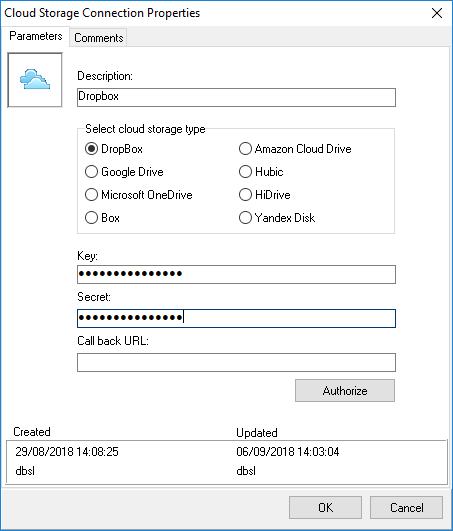 Cloud Storage Connection Properties
Parameters Comments
Description:
Dropbox
Select cloud storage type
DropBox Amazon Cloud Drive
Google Drive Hubic
Microsoft OneDrive HiDrive
Box Yandex Disk
Key:
●●●●●●●●●●●●●●●
Secret:
●●●●●●●●●●●●●●●
Call back URL:
Authorize
Created Updated
29/08/2018 14:08:25 06/09/2018 14:03:04
dbsl dbsl
OK Cancel